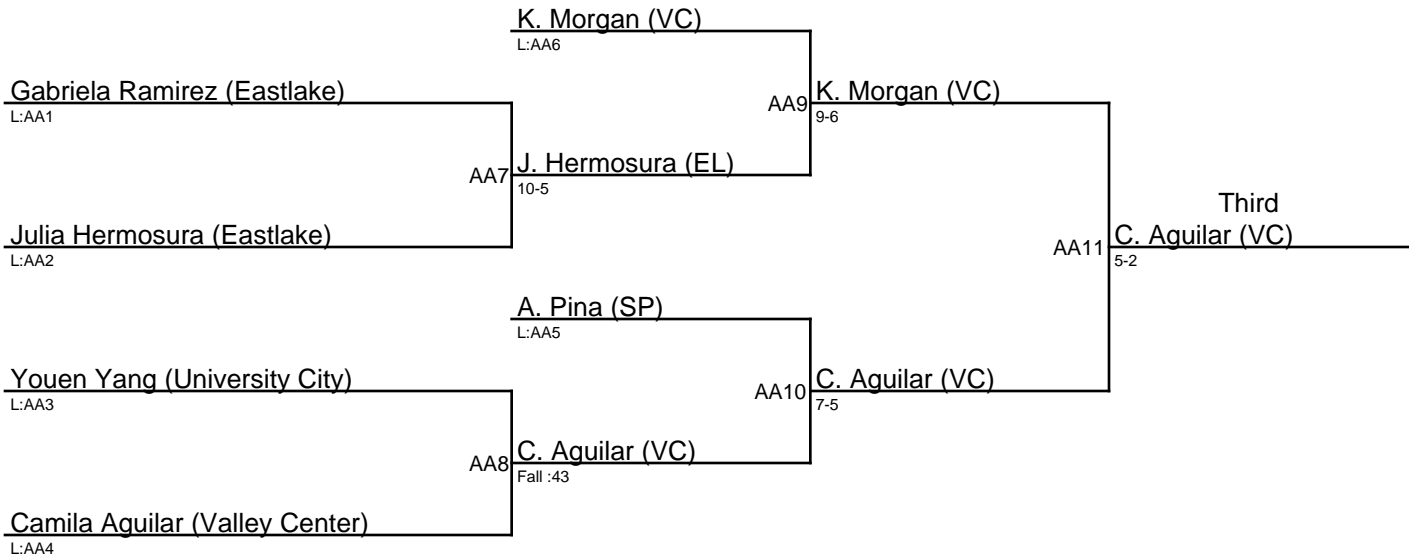 K. Morgan (VC)
L:AA6
Gabriela Ramirez (Eastlake)
L:AA1
AA9
K. Morgan (VC)
9-6
AA7
J. Hermosura (EL)
10-5
Third
Julia Hermosura (Eastlake)
L:AA2
AA11
C. Aguilar (VC)
5-2
A. Pina (SP)
L:AA5
Youen Yang (University City)
L:AA3
AA10
C. Aguilar (VC)
7-5
AA8
C. Aguilar (VC)
Fall :43
Camila Aguilar (Valley Center)
L:AA4